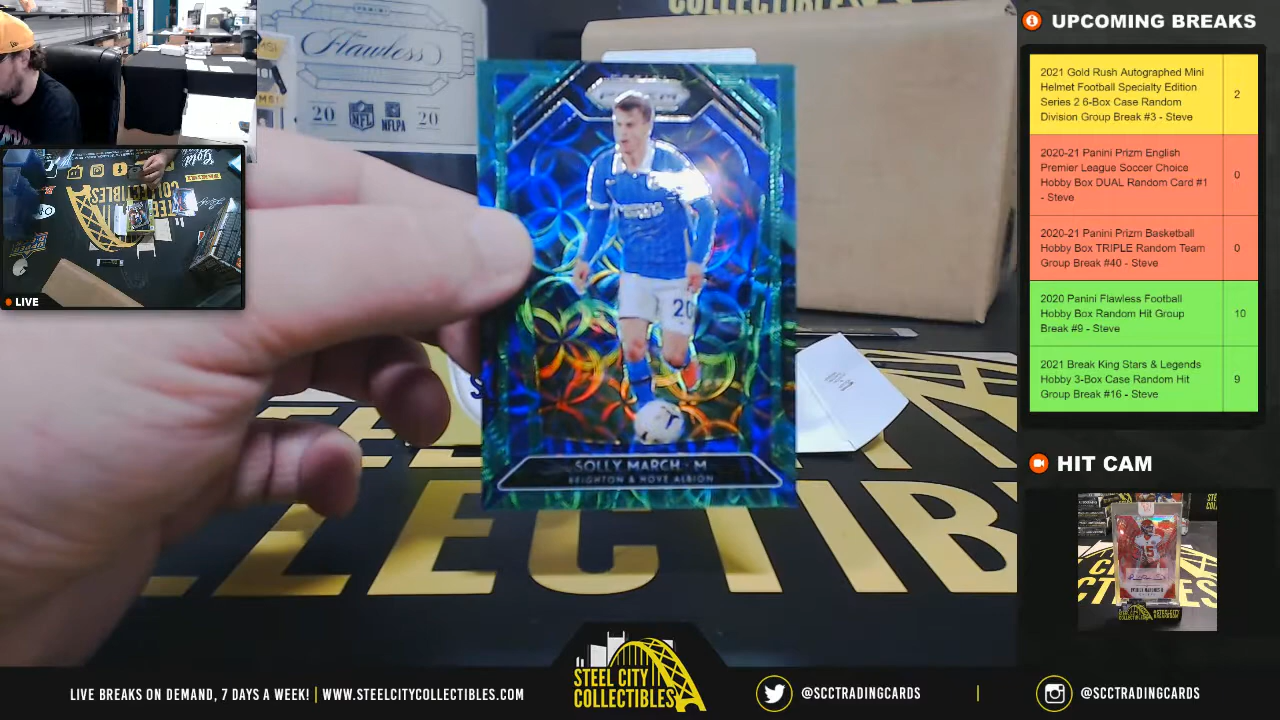 UPCOMING BREAKS
2021 Gold Rush Autographed Mini
Helmet Football Specialty Edition
Series 2 6-Box Case Random
Division Group Break #3 - Steve
2
2020-21 Panini Prizm English
Premier League Soccer Choice
Hobby Box DUAL Random Card #1
- Steve
0
2020-21 Panini Prizm Basketball
Hobby Box TRIPLE Random Team
Group Break #40 - Steve
0
2020 Panini Flawless Football
Hobby Box Random Hit Group
Break #9 - Steve
10
2021 Break King Stars & Legends
Hobby 3-Box Case Random Hit
Group Break #16 - Steve
9
HIT CAM
LIVE
COLLECTIBLES
Flawless
20 NFL NFLPA 20
20
SOLLY MARCH - M
BRIGHTON & HOVE ALBION
LIVE BREAKS ON DEMAND, 7 DAYS A WEEK! | WWW.STEELCITYCOLLECTIBLES.COM
STEEL CITY
COLLECTIBLES
@SCCTRADINGCARDS
@SCCTRADINGCARDS